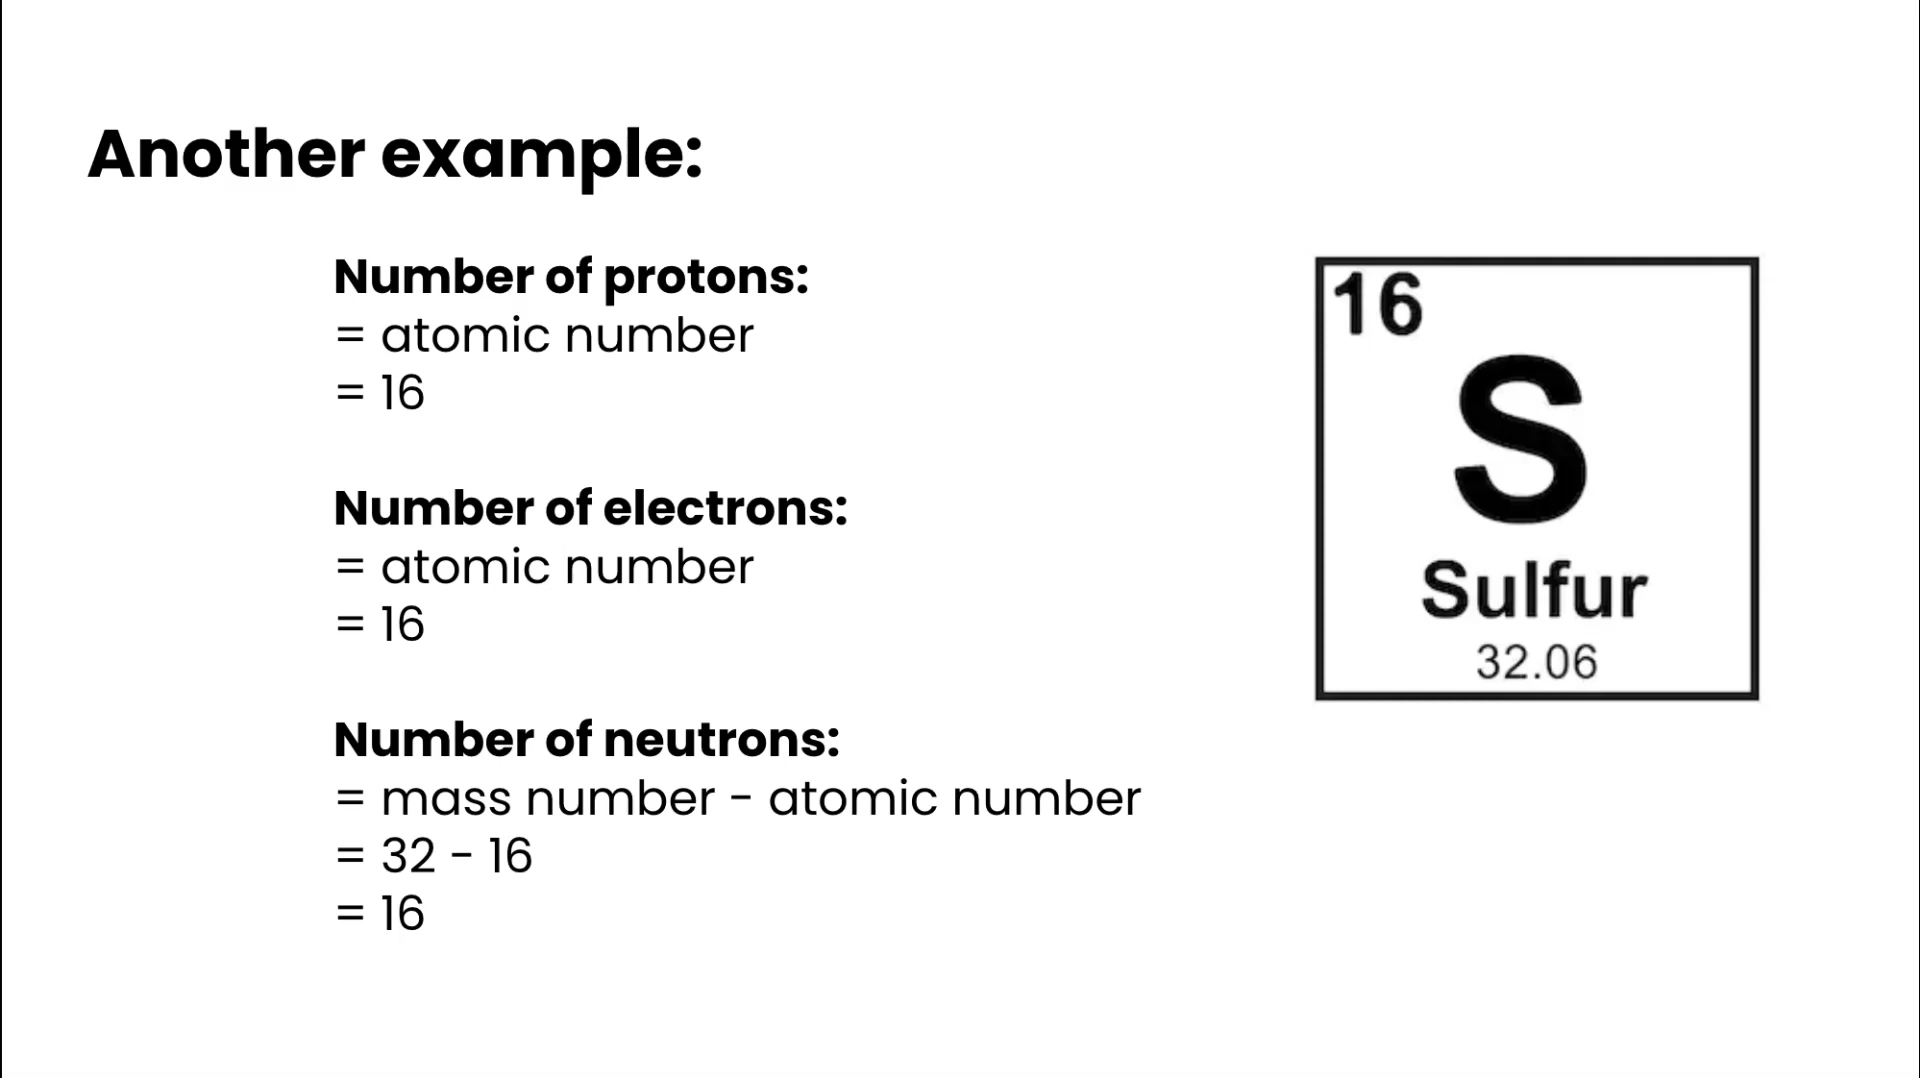 Another example:
Number of protons:
= atomic number
= 16
Number of electrons:
= atomic number
= 16
Number of neutrons:
= mass number - atomic number
= 32 - 16
= 16
16
S
Sulfur
32.06